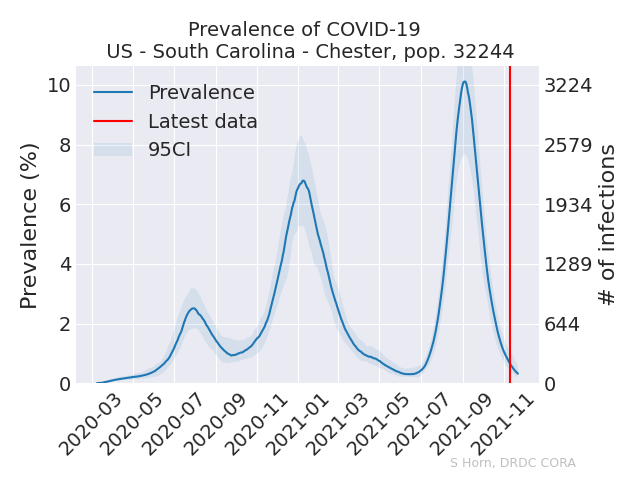 Prevalence of COVID-19
US - South Carolina - Chester, pop. 32244
Prevalence
Latest data
95CI
Prevalence (%)
10
8
6
4
2
0
3224
2579
1934
1289
644
0
# of infections
2020-03
2020-05
2020-07
2020-09
2020-11
2021-01
2021-03
2021-05
2021-07
2021-09
2021-11
S Horn, DRDC CORA